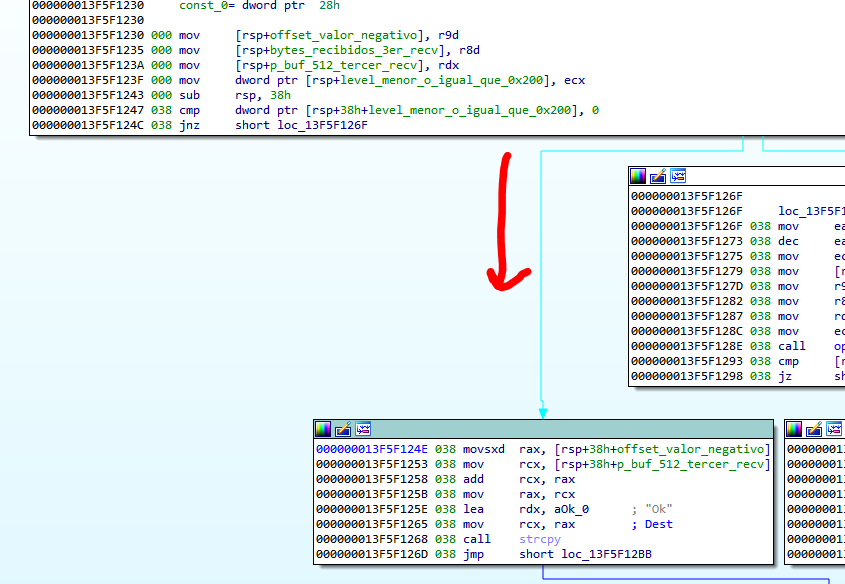 000000013F5F1230     const_0= dword ptr  28h
000000013F5F1230
000000013F5F1230 000 mov     [rsp+offset_valor_negativo], r9d
000000013F5F1235 000 mov     [rsp+bytes_recibidos_3er_recv], r8d
000000013F5F123A 000 mov     [rsp+p_buf_512_tercer_recv], rdx
000000013F5F123F 000 mov     dword ptr [rsp+level_menor_o_igual_que_0x200], ecx
000000013F5F1243 000 sub     rsp, 38h
000000013F5F1247 038 cmp     dword ptr [rsp+38h+level_menor_o_igual_que_0x200], 0
000000013F5F124C 038 jnz     short loc_13F5F126F
000000013F5F126F
000000013F5F126F     loc_13F5F1
000000013F5F126F 038 mov     ea
000000013F5F1273 038 dec     ea
000000013F5F1275 038 mov     ec
000000013F5F1279 038 mov     [r
000000013F5F127D 038 mov     r9
000000013F5F1282 038 mov     r8
000000013F5F1287 038 mov     rd
000000013F5F128C 038 mov     ec
000000013F5F128E 038 call    op
000000013F5F1293 038 cmp     [r
000000013F5F1298 038 jz      sh
000000013F5F124E 038 movsxd  rax, [rsp+38h+offset_valor_negativo]
000000013F5F1253 038 mov     rcx, [rsp+38h+p_buf_512_tercer_recv]
000000013F5F1258 038 add     rcx, rax
000000013F5F125B 038 mov     rax, rcx
000000013F5F125E 038 lea     rdx, aOk_0      ; "Ok"
000000013F5F1265 038 mov     rcx, rax        ; Dest
000000013F5F1268 038 call    strcpy
000000013F5F126D 038 jmp     short loc_13F5F12BB